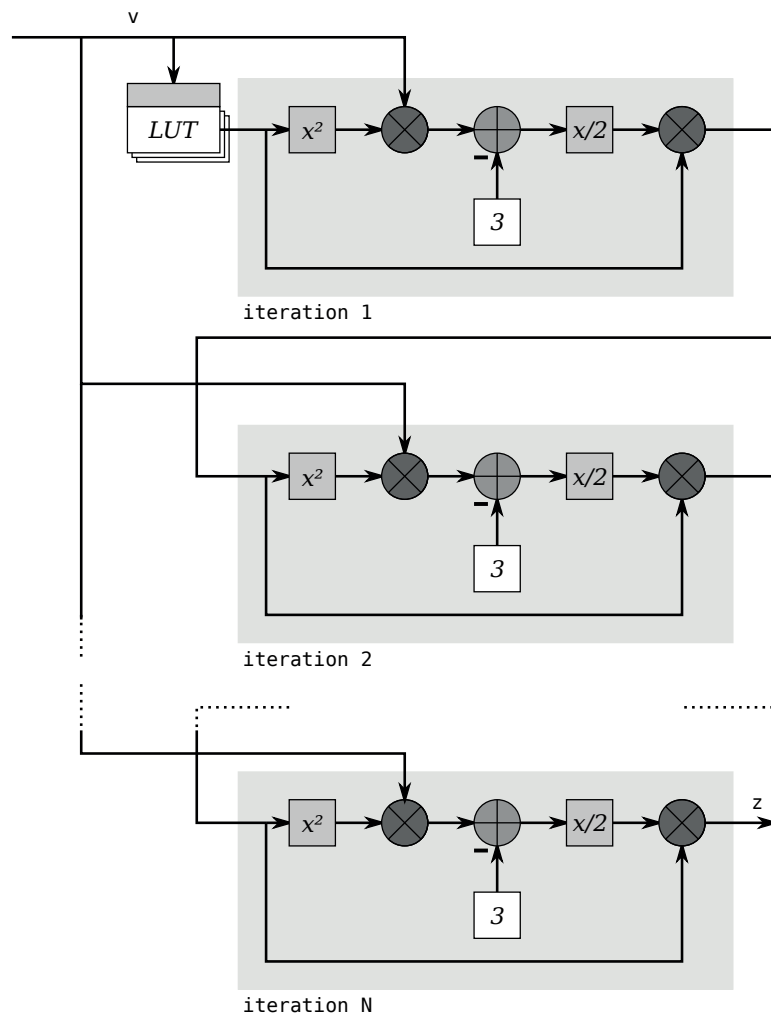 v
LUT
x²
x/2
3
iteration 1
x²
x/2
3
iteration 2
z
x²
x/2
3
iteration N